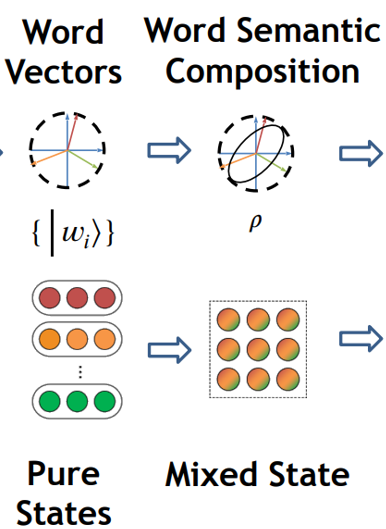 Word
Vectors
Word Semantic
Composition
{|wᵢ⟩}
ρ
⋮
Pure
States
Mixed State